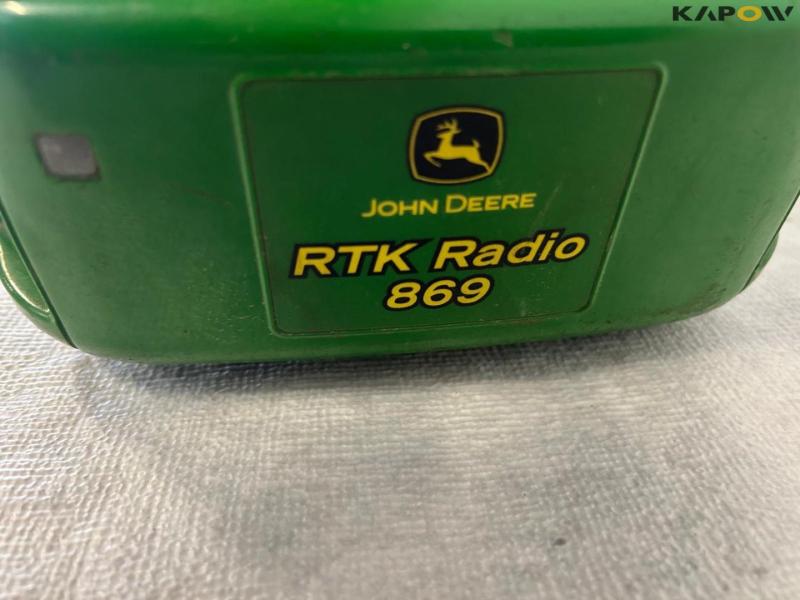 KAPOW
JOHN DEERE
RTK Radio
869